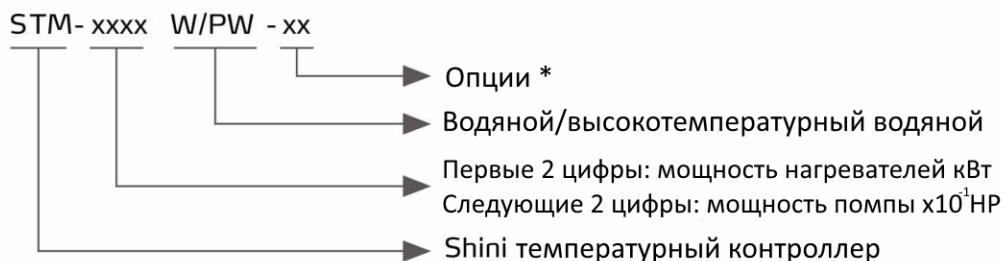 STM- xxxx W/PW - xx
Опции *
Водяной/высокотемпературный водяной
Первые 2 цифры: мощность нагревателей кВт
Следующие 2 цифры: мощность помпы x10⁻¹HP
Shini температурный контроллер